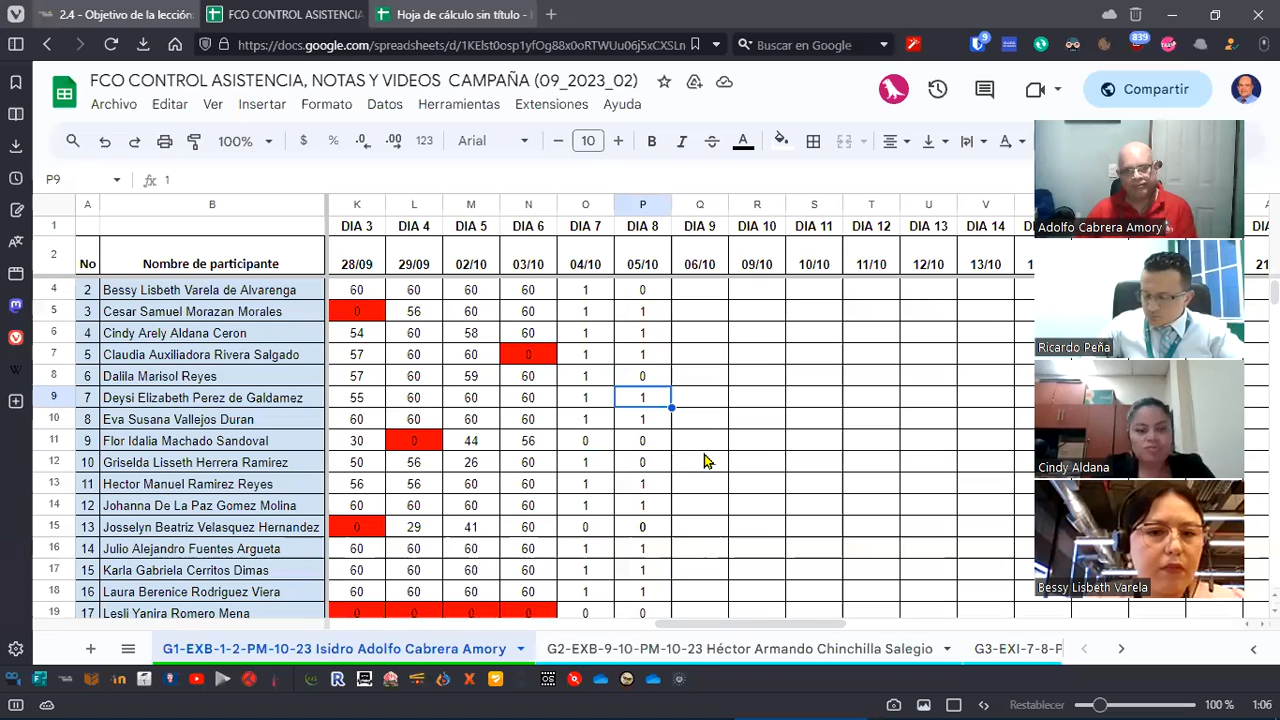 2.4 - Objetivo de la lección:
FCO CONTROL ASISTENCIA,
Hoja de cálculo sin título -
https://docs.google.com/spreadsheets/d/1KElst0osp1yfOg88x0oRTWUu06j5xCXSLn
Buscar en Google
9
839
FCO CONTROL ASISTENCIA, NOTAS Y VIDEOS CAMPAÑA (09_2023_02)
Archivo Editar Ver Insertar Formato Datos Herramientas Extensiones Ayuda
Compartir
100% $ % .0 .00 123 Arial 10 B I S A
P9 fx 1
A B K L M N O P Q R S T U V
1 DIA 3 DIA 4 DIA 5 DIA 6 DIA 7 DIA 8 DIA 9 DIA 10 DIA 11 DIA 12 DIA 13 DIA 14
2 No Nombre de participante 28/09 29/09 02/10 03/10 04/10 05/10 06/10 09/10 10/10 11/10 12/10 13/10
4 2 Bessy Lisbeth Varela de Alvarenga 60 60 60 60 1 0
5 3 Cesar Samuel Morazan Morales 0 56 60 60 1 1
6 4 Cindy Arely Aldana Ceron 54 60 58 60 1 1
7 5 Claudia Auxiliadora Rivera Salgado 57 60 60 0 1 1
8 6 Dalila Marisol Reyes 57 60 59 60 1 0
9 7 Deysi Elizabeth Perez de Galdamez 55 60 60 60 1 1
10 8 Eva Susana Vallejos Duran 60 60 60 60 1 1
11 9 Flor Idalia Machado Sandoval 30 0 44 56 0 0
12 10 Griselda Lisseth Herrera Ramirez 50 56 26 60 1 0
13 11 Hector Manuel Ramirez Reyes 56 56 60 60 1 1
14 12 Johanna De La Paz Gomez Molina 60 60 60 60 1 1
15 13 Josselyn Beatriz Velasquez Hernandez 0 29 41 60 0 0
16 14 Julio Alejandro Fuentes Argueta 60 60 60 60 1 1
17 15 Karla Gabriela Cerritos Dimas 60 60 60 60 1 1
18 16 Laura Berenice Rodriguez Viera 60 60 60 60 1 1
19 17 Lesli Yanira Romero Mena 0 0 0 0 0 0
Adolfo Cabrera Amory
Ricardo Peña
Cindy Aldana
Bessy Lisbeth Varela
G1-EXB-1-2-PM-10-23 Isidro Adolfo Cabrera Amory
G2-EXB-9-10-PM-10-23 Héctor Armando Chinchilla Salegio
G3-EXI-7-8-P
Restablecer 100 % 1:06